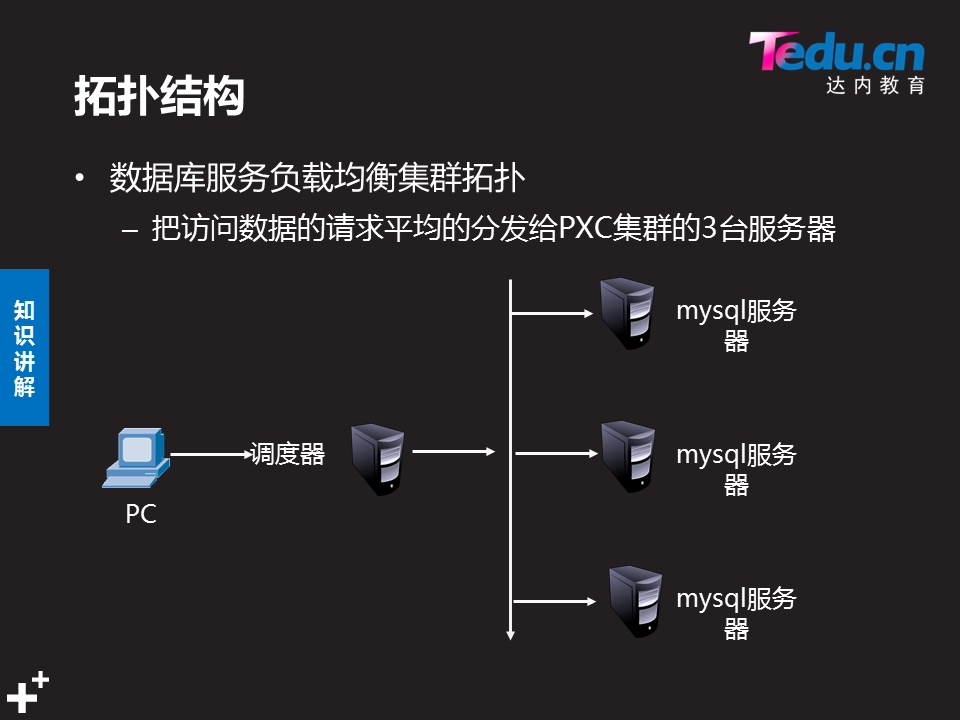 Tedu.cn
达内教育
拓扑结构
• 数据库服务负载均衡集群拓扑
– 把访问数据的请求平均的分发给PXC集群的3台服务器
知
识
讲
解
mysql服务
器
调度器
mysql服务
器
PC
mysql服务
器